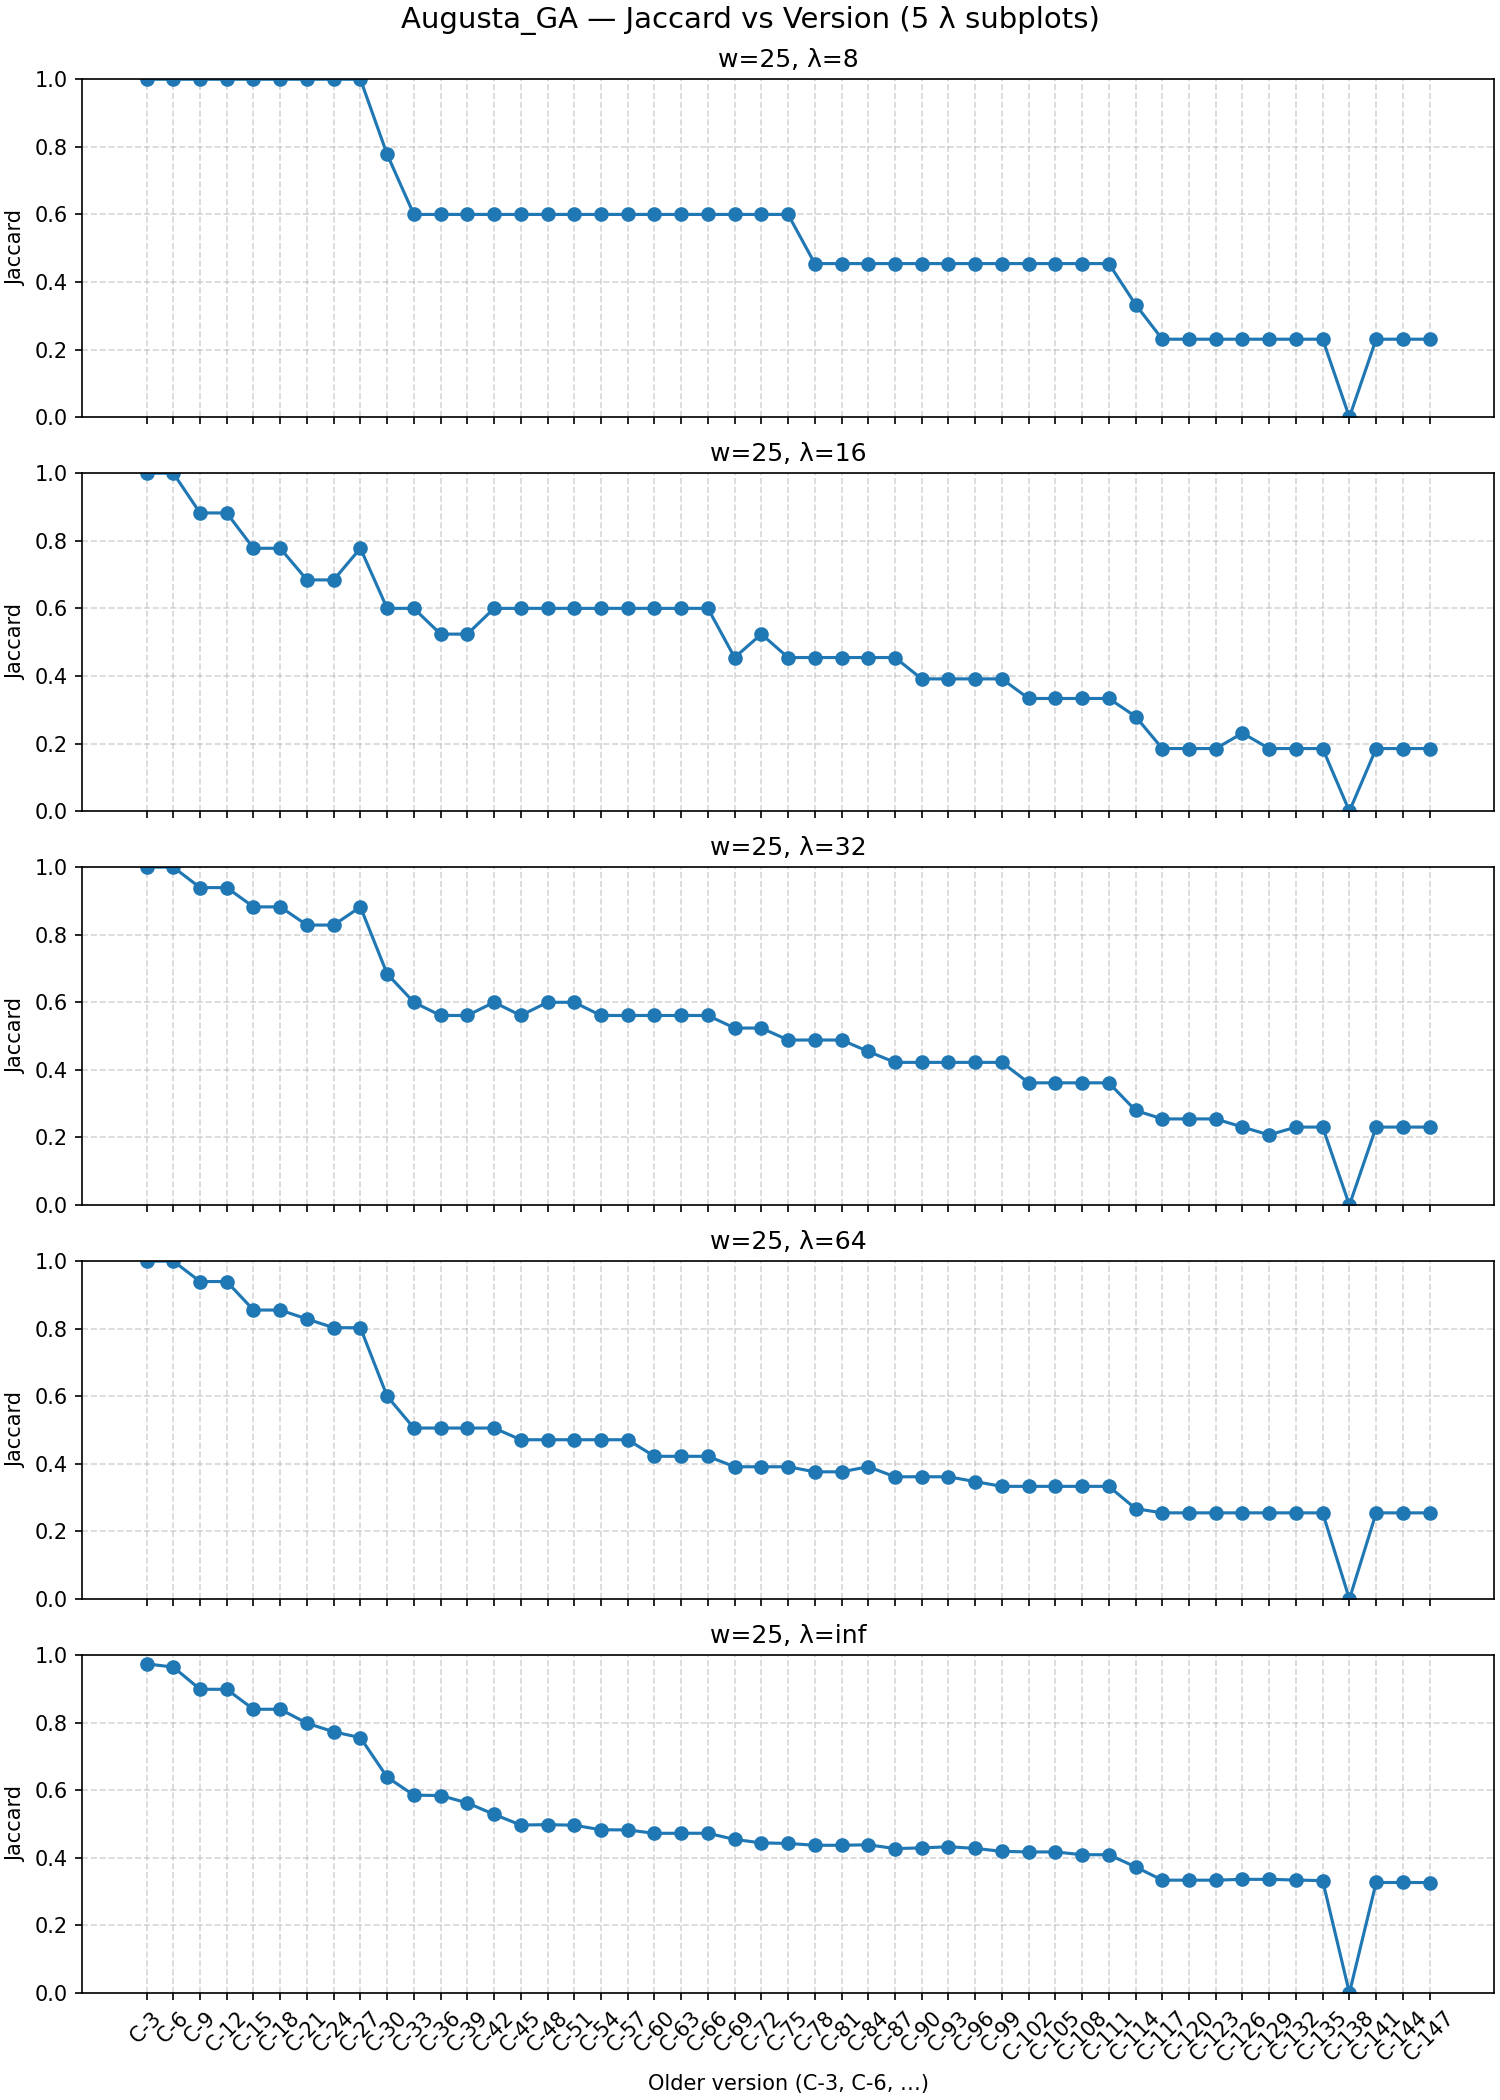 Augusta_GA — Jaccard vs Version (5 λ subplots)
w=25, λ=8
1.0
0.8
0.6
0.4
0.2
0.0
Jaccard
w=25, λ=16
1.0
0.8
0.6
0.4
0.2
0.0
Jaccard
w=25, λ=32
1.0
0.8
0.6
0.4
0.2
0.0
Jaccard
w=25, λ=64
1.0
0.8
0.6
0.4
0.2
0.0
Jaccard
w=25, λ=inf
1.0
0.8
0.6
0.4
0.2
0.0
Jaccard
C-3 C-6 C-9 C-12 C-15 C-18 C-21 C-24 C-27 C-30 C-33 C-36 C-39 C-42 C-45 C-48 C-51 C-54 C-57 C-60 C-63 C-66 C-69 C-72 C-75 C-78 C-81 C-84 C-87 C-90 C-93 C-96 C-99 C-102 C-105 C-108 C-111 C-114 C-117 C-120 C-123 C-126 C-129 C-132 C-135 C-138 C-141 C-144 C-147
Older version (C-3, C-6, ...)